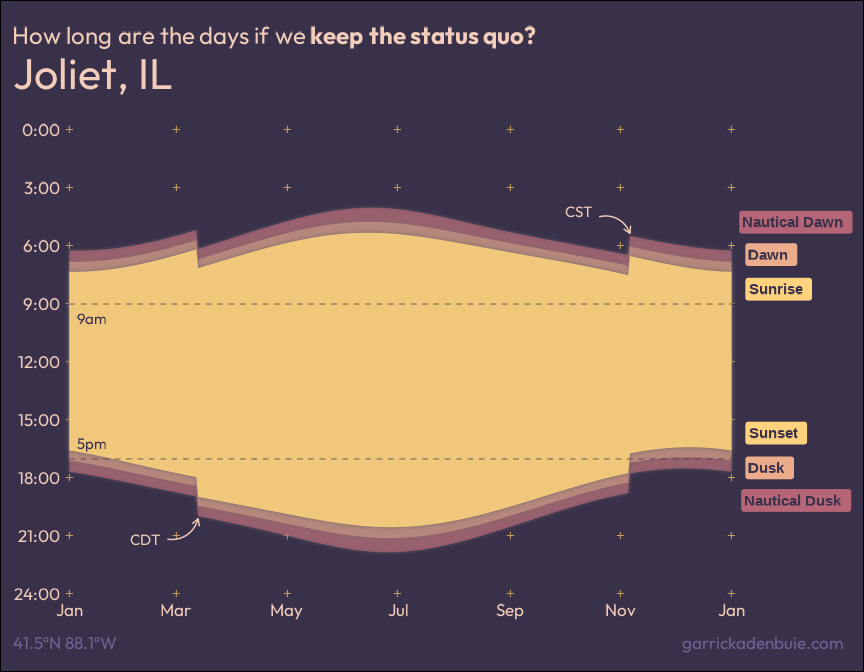 How long are the days if we keep the status quo?
Joliet, IL
0:00
3:00
CST
Nautical Dawn
6:00
Dawn
Sunrise
9:00
9am
12:00
15:00
Sunset
5pm
Dusk
18:00
Nautical Dusk
21:00
CDT
24:00
Jan Mar May Jul Sep Nov Jan
41.5°N 88.1°W
garrickadenbuie.com